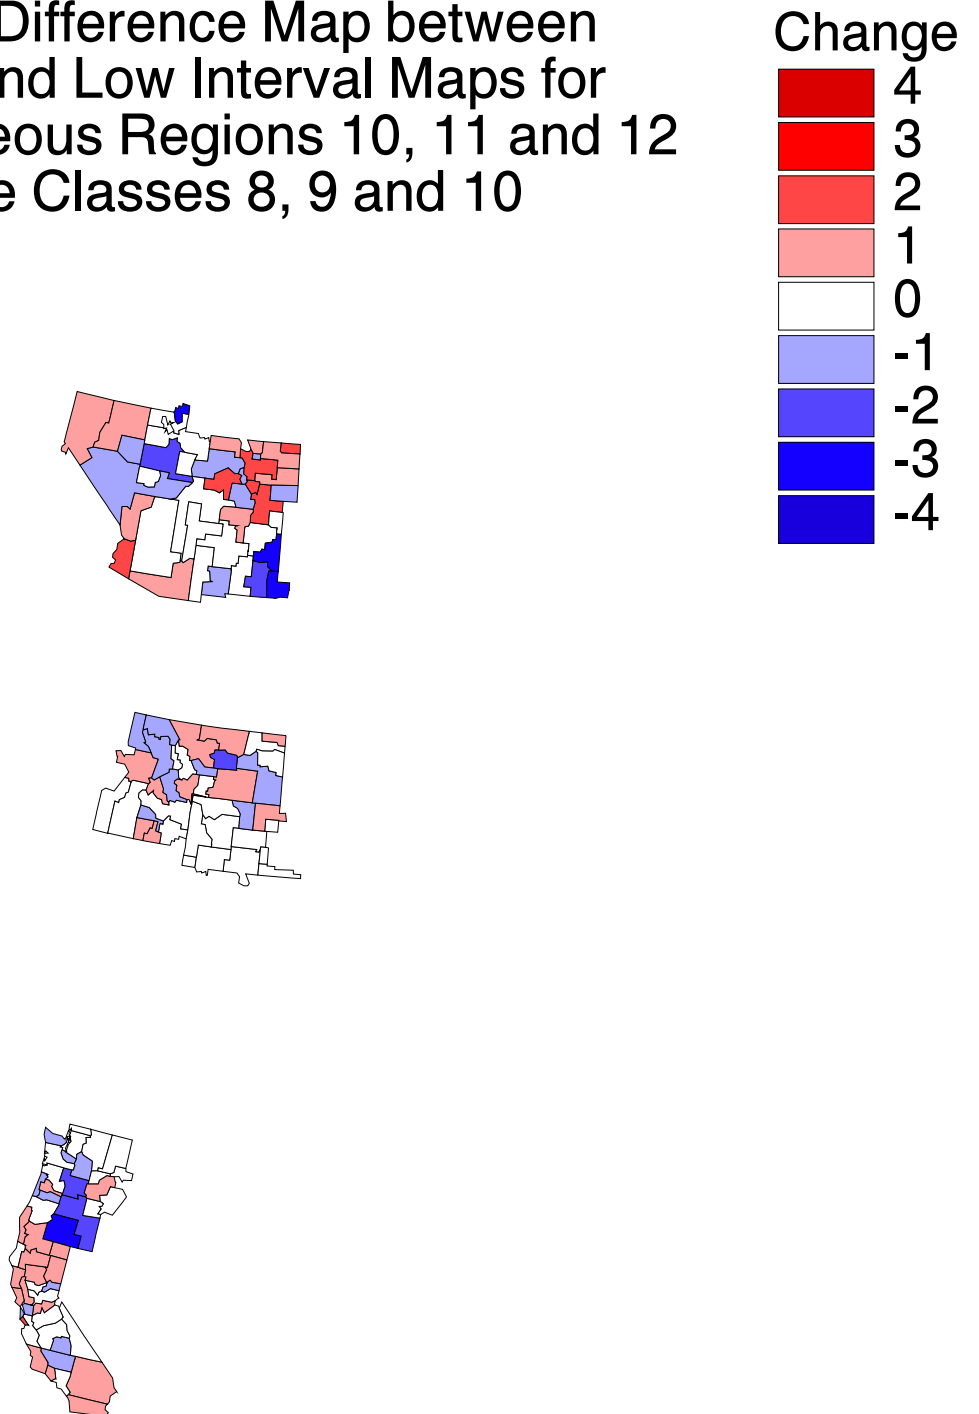 Difference Map between
nd Low Interval Maps for
eous Regions 10, 11 and 12
e Classes 8, 9 and 10
Change
4
3
2
1
0
-1
-2
-3
-4